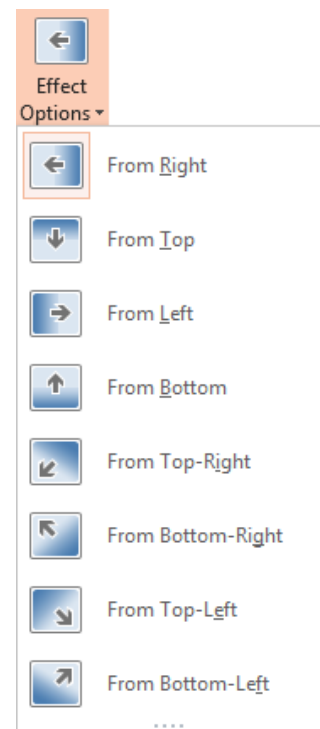 Effect
Options
From Right
From Top
From Left
From Bottom
From Top-Right
From Bottom-Right
From Top-Left
From Bottom-Left